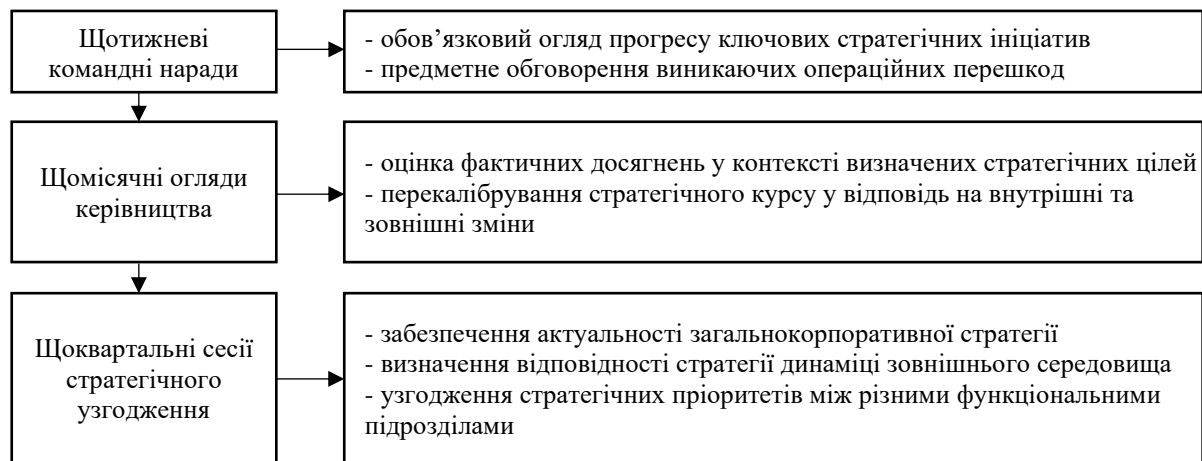 Щотижневі
командні наради
- обов’язковий огляд прогресу ключових стратегічних ініціатив
- предметне обговорення виникаючих операційних перешкод
Щомісячні огляди
керівництва
- оцінка фактичних досягнень у контексті визначених стратегічних цілей
- перекалібрування стратегічного курсу у відповідь на внутрішні та
зовнішні зміни
Щоквартальні сесії
стратегічного
узгодження
- забезпечення актуальності загальнокорпоративної стратегії
- визначення відповідності стратегії динаміці зовнішнього середовища
- узгодження стратегічних пріоритетів між різними функціональними
підрозділами